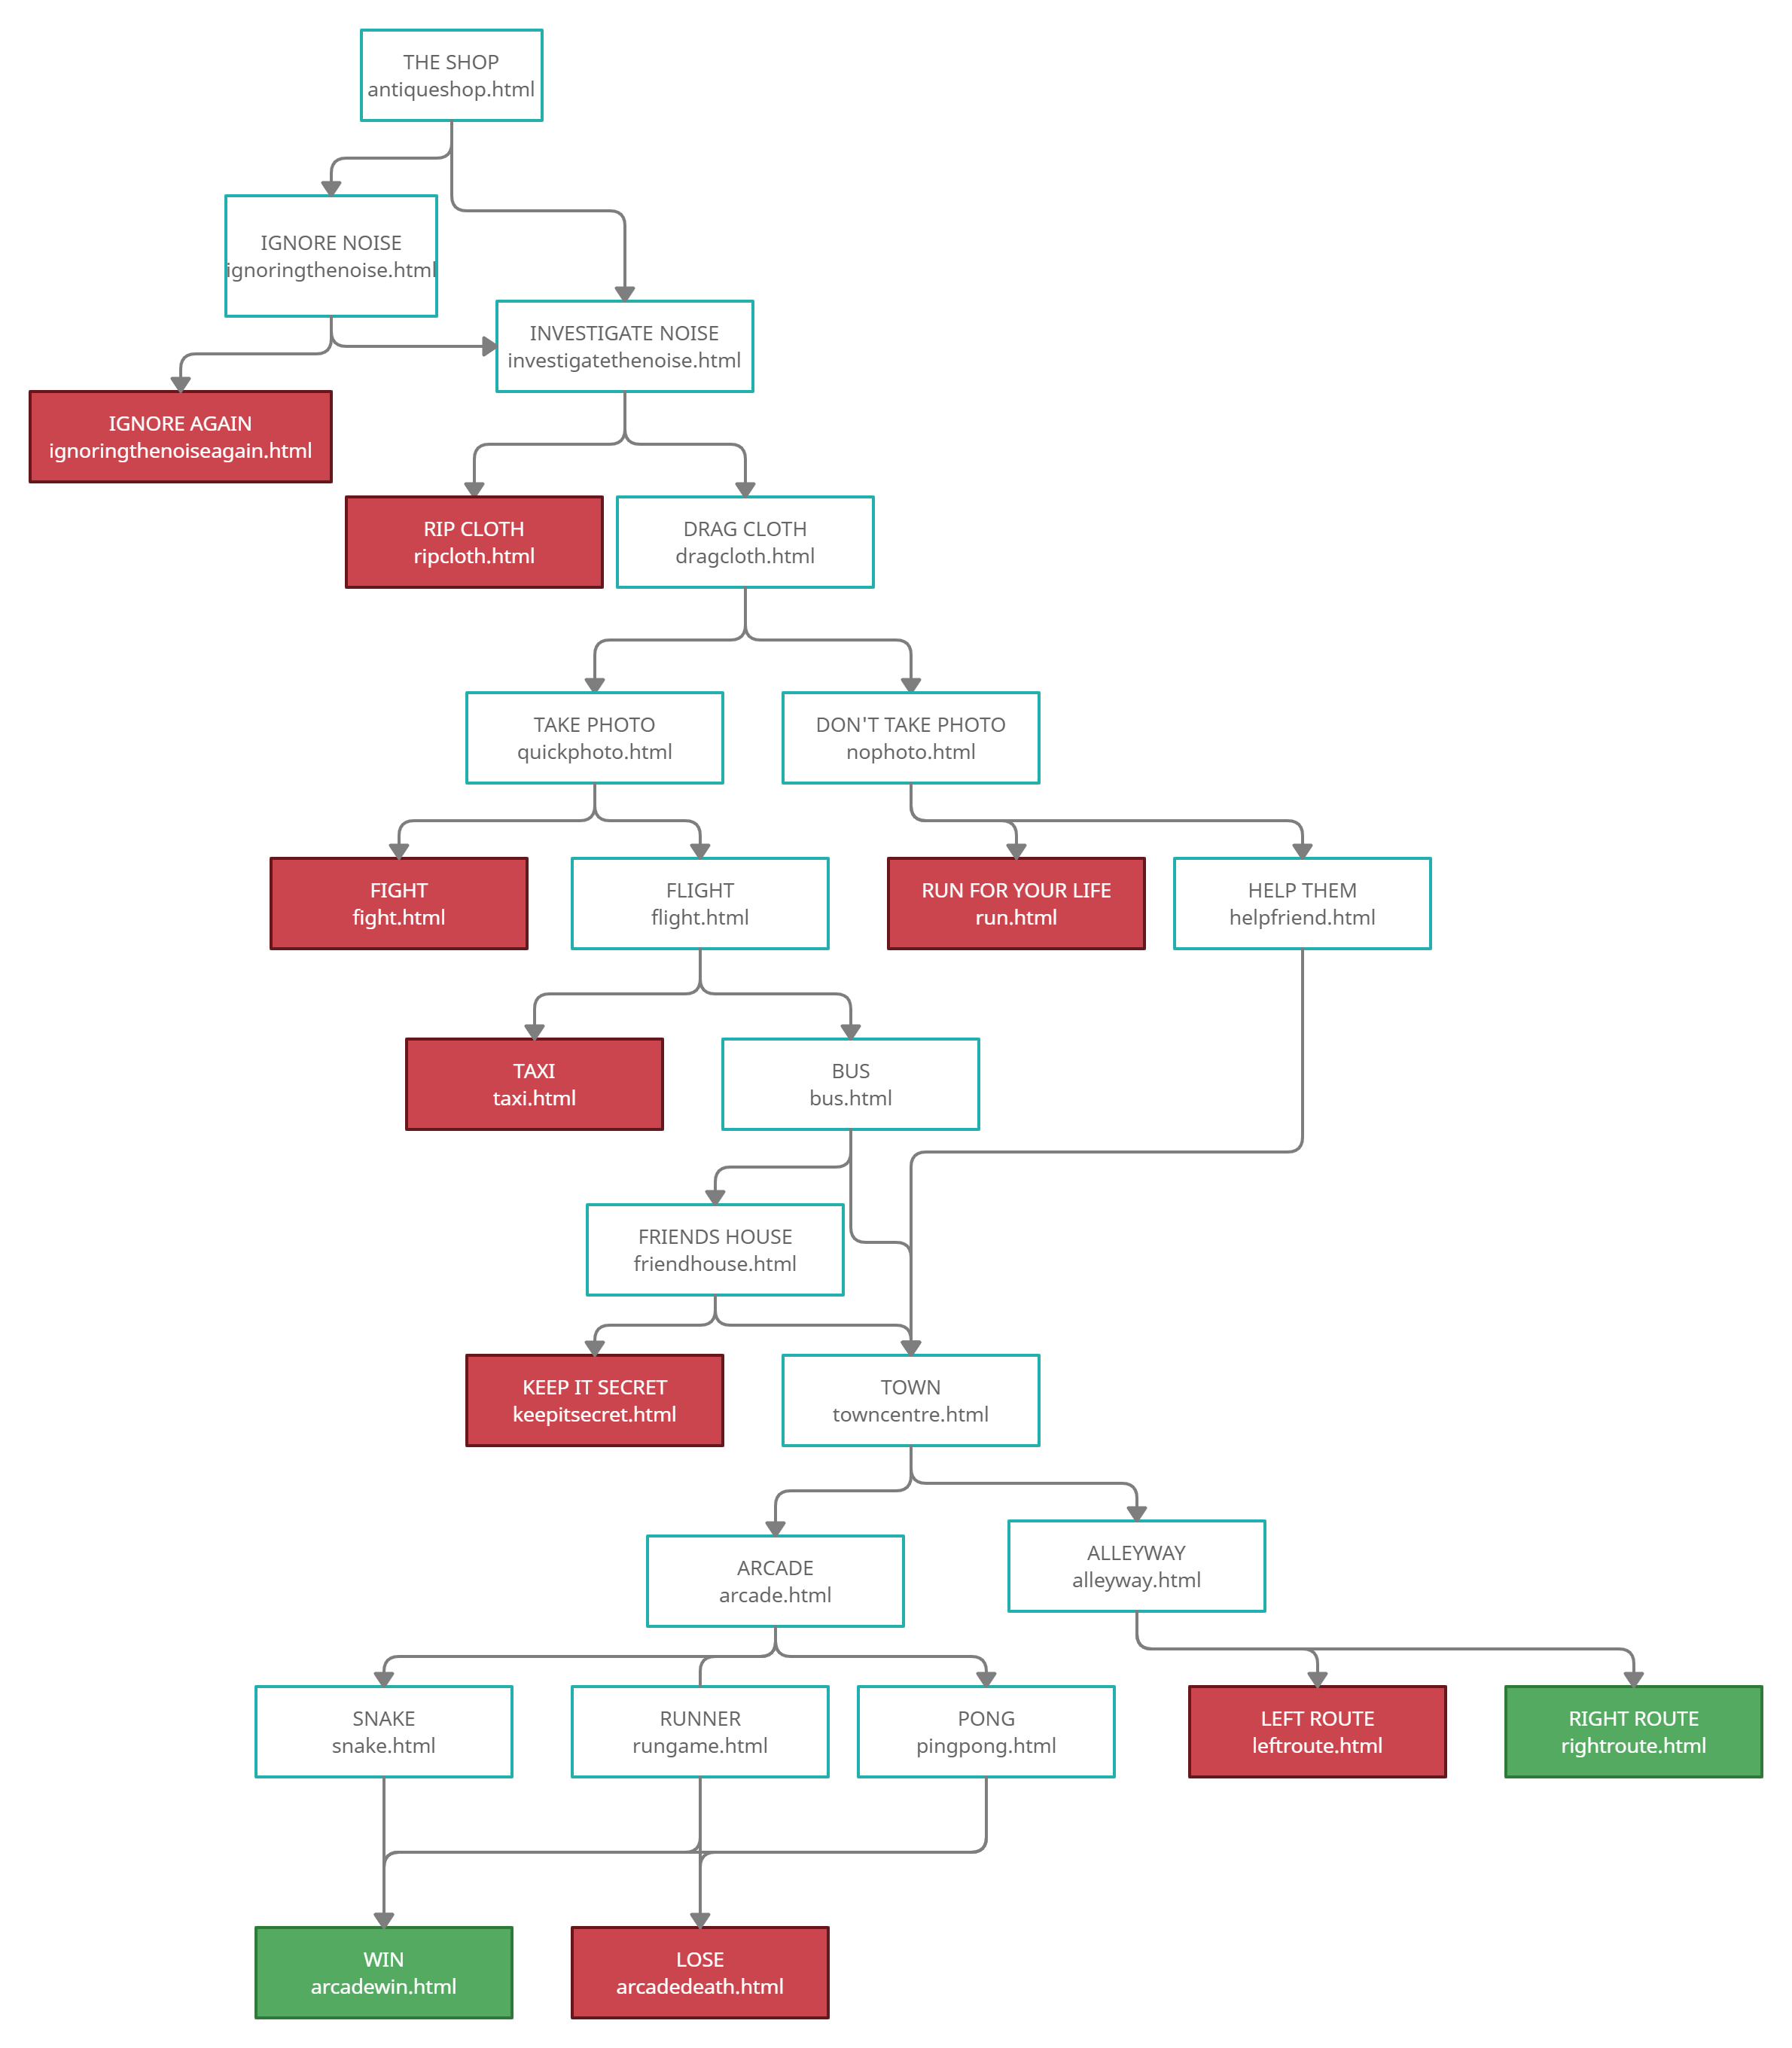 THE SHOP
antiqueshop.html
IGNORE NOISE
ignoringthenoise.html
INVESTIGATE NOISE
investigatethenoise.html
IGNORE AGAIN
ignoringthenoiseagain.html
RIP CLOTH
ripcloth.html
DRAG CLOTH
dragcloth.html
TAKE PHOTO
quickphoto.html
DON'T TAKE PHOTO
nophoto.html
FIGHT
fight.html
FLIGHT
flight.html
RUN FOR YOUR LIFE
run.html
HELP THEM
helpfriend.html
TAXI
taxi.html
BUS
bus.html
FRIENDS HOUSE
friendhouse.html
KEEP IT SECRET
keepitsecret.html
TOWN
towncentre.html
ARCADE
arcade.html
ALLEYWAY
alleyway.html
SNAKE
snake.html
RUNNER
rungame.html
PONG
pingpong.html
LEFT ROUTE
leftroute.html
RIGHT ROUTE
rightroute.html
WIN
arcadewin.html
LOSE
arcadedeath.html